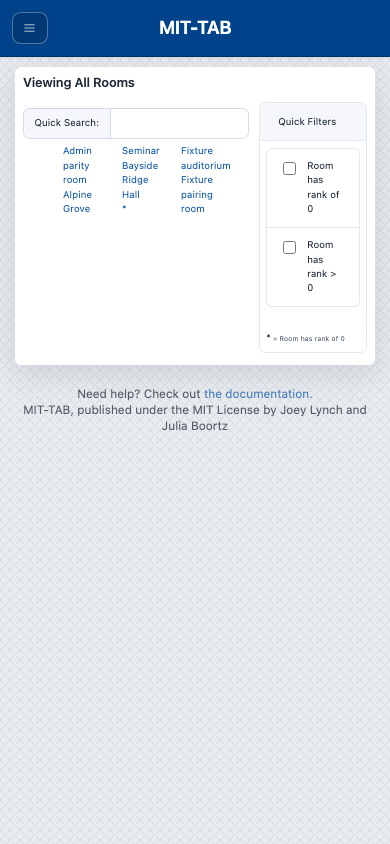 MIT-TAB
Viewing All Rooms
Quick Search:
Admin
parity
room
Alpine
Grove
Seminar
Bayside
Ridge
Hall
*
Fixture
auditorium
Fixture
pairing
room
Quick Filters
Room
has
rank of
0
Room
has
rank >
0
* = Room has rank of 0
Need help? Check out the documentation.
MIT-TAB, published under the MIT License by Joey Lynch and
Julia Boortz